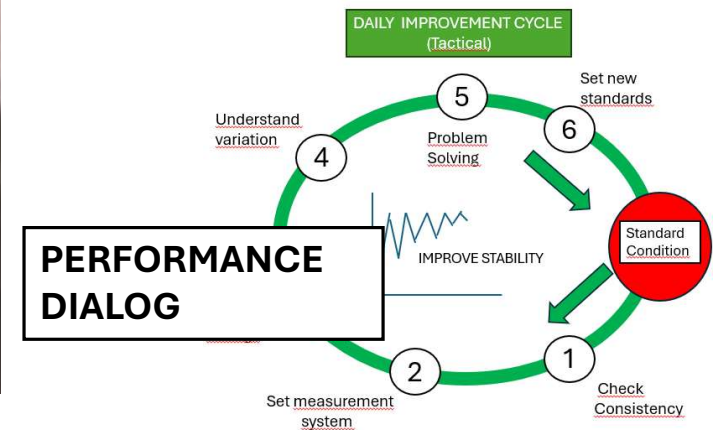 DAILY IMPROVEMENT CYCLE
(Tactical)
5
Set new
standards
6
Understand
variation
4
Problem
Solving
Standard
Condition
PERFORMANCE
DIALOG
IMPROVE STABILITY
1
2
Check
Consistency
Set measurement
system